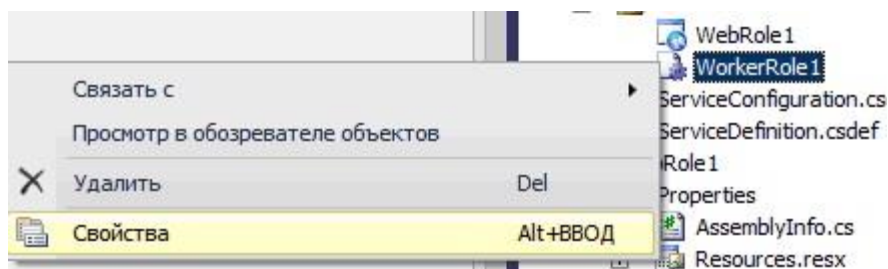 WebRole1
WorkerRole1
Связать с
ServiceConfiguration.cs
Просмотр в обозревателе объектов
ServiceDefinition.csdef
Role1
Удалить Del
Properties
Свойства Alt+ВВОД
AssemblyInfo.cs
Resources.resx